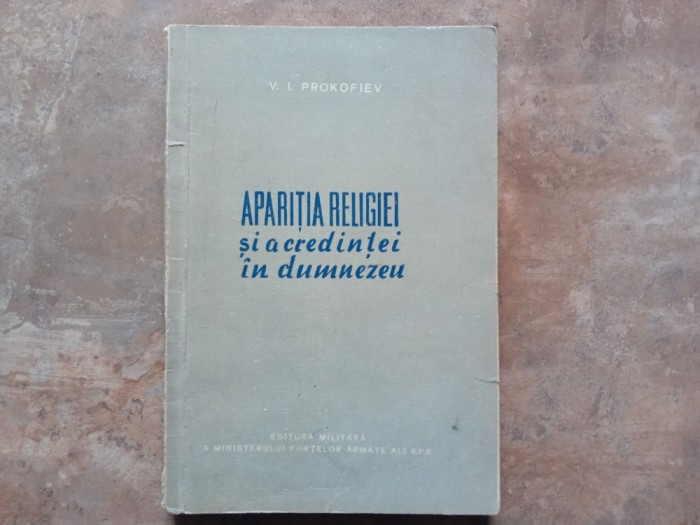 V. I. PROKOFIEV
APARIȚIA RELIGIEI
și a credinței
în dumnezeu
EDITURA MILITARĂ
A MINISTERULUI FORȚELOR ARMATE ALE R.P.R.